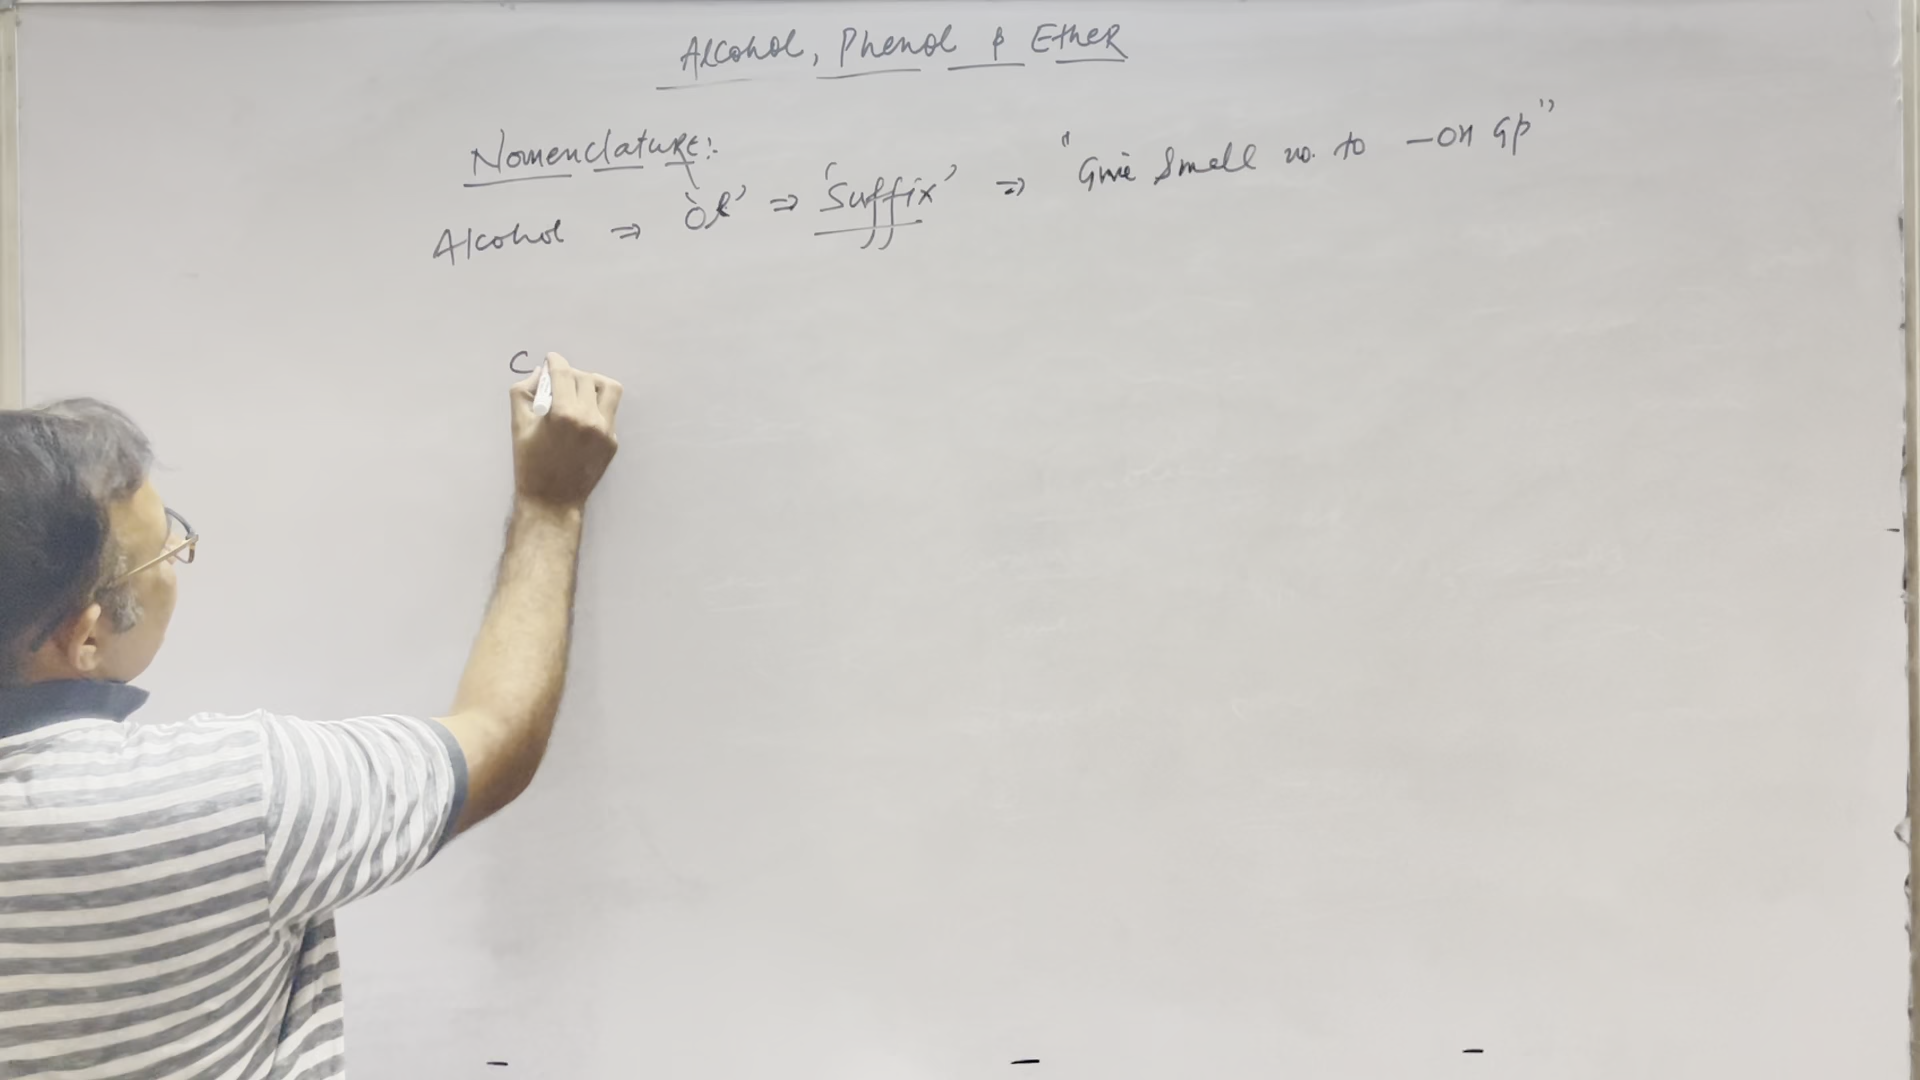 Alcohol, Phenol & Ether
Nomenclature:-
Alcohol ⇒ 'ol' ⇒ 'Suffix' ⇒ "Give Small no. to -OH gp"
C